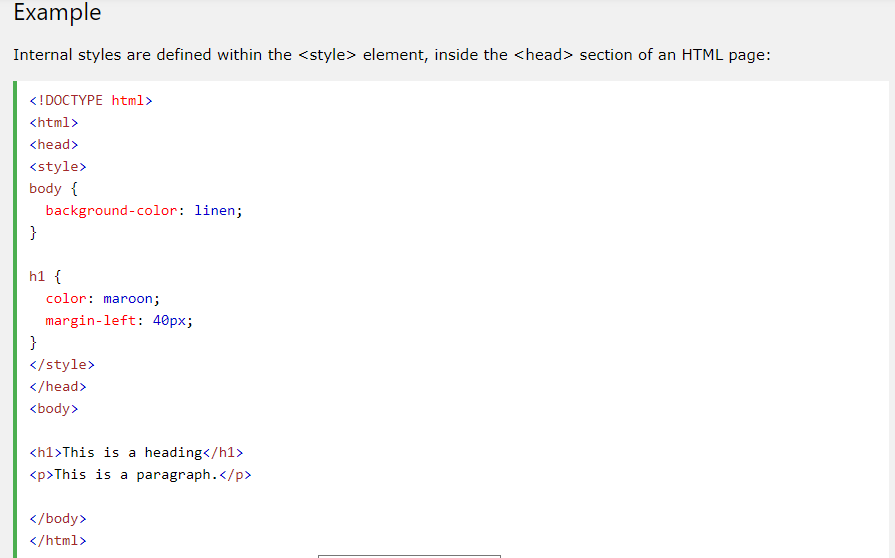 Example
Internal styles are defined within the <style> element, inside the <head> section of an HTML page:
<!DOCTYPE html>
<html>
<head>
<style>
body {
  background-color: linen;
}

h1 {
  color: maroon;
  margin-left: 40px;
}
</style>
</head>
<body>

<h1>This is a heading</h1>
<p>This is a paragraph.</p>

</body>
</html>